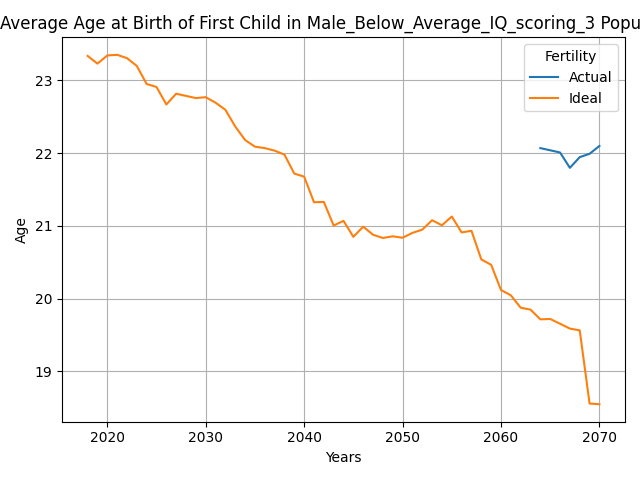 Average Age at Birth of First Child in Male_Below_Average_IQ_scoring_3 Popu
Fertility
Actual
Ideal
23
22
21
20
19
Age
2020 2030 2040 2050 2060 2070
Years